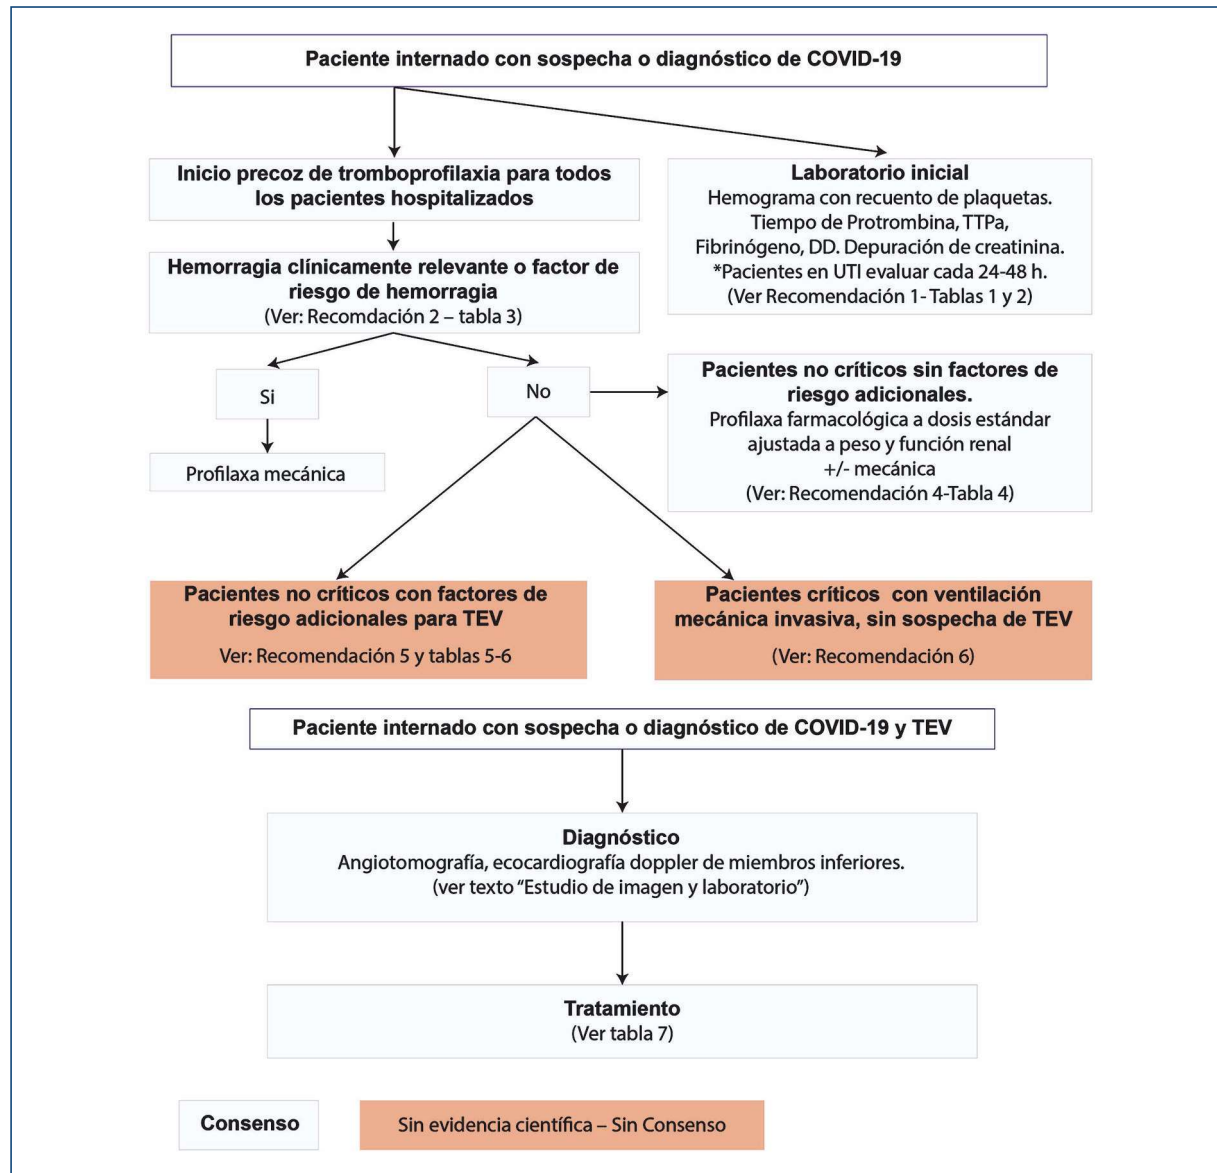 Paciente internado con sospecha o diagnóstico de COVID-19
Inicio precoz de tromboprofilaxia para todos
los pacientes hospitalizados
Laboratorio inicial
Hemograma con recuento de plaquetas.
Tiempo de Protrombina, TTPa,
Fibrinógeno, DD. Depuración de creatinina.
*Pacientes en UTI evaluar cada 24-48 h.
(Ver Recomendación 1- Tablas 1 y 2)
Hemorragia clínicamente relevante o factor de
riesgo de hemorragia
(Ver: Recomdación 2 – tabla 3)
Si
No
Pacientes no críticos sin factores de
riesgo adicionales.
Profilaxa farmacológica a dosis estándar
ajustada a peso y función renal
+/- mecánica
(Ver: Recomendación 4-Tabla 4)
Profilaxa mecánica
Pacientes no críticos con factores de
riesgo adicionales para TEV
Ver: Recomendación 5 y tablas 5-6
Pacientes críticos con ventilación
mecánica invasiva, sin sospecha de TEV
(Ver: Recomendación 6)
Paciente internado con sospecha o diagnóstico de COVID-19 y TEV
Diagnóstico
Angiotomografía, ecocardiografía doppler de miembros inferiores.
(ver texto “Estudio de imagen y laboratorio”)
Tratamiento
(Ver tabla 7)
Consenso
Sin evidencia científica – Sin Consenso